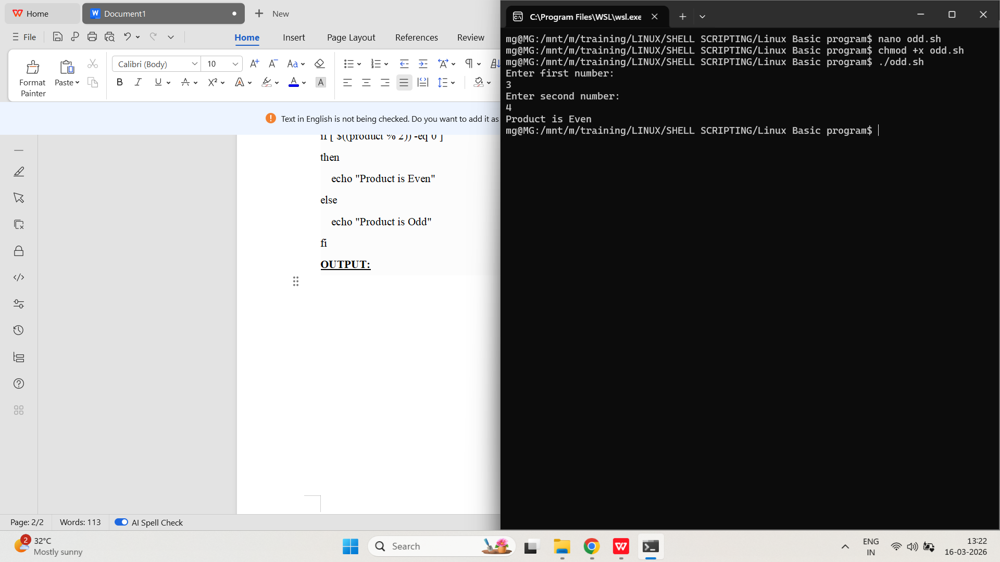 Home
Document1
New
File
Home
Insert
Page Layout
References
Review
Format
Painter
Paste
Calibri (Body)
10
Text in English is not being checked. Do you want to add it as
if [ $((product % 2)) -eq 0 ]
then
echo "Product is Even"
else
echo "Product is Odd"
fi
OUTPUT:
Page: 2/2
Words: 113
AI Spell Check
C:\Program Files\WSL\wsl.exe
mg@MG:/mnt/m/training/LINUX/SHELL SCRIPTING/Linux Basic program$ nano odd.sh
mg@MG:/mnt/m/training/LINUX/SHELL SCRIPTING/Linux Basic program$ chmod +x odd.sh
mg@MG:/mnt/m/training/LINUX/SHELL SCRIPTING/Linux Basic program$ ./odd.sh
Enter first number:
3
Enter second number:
4
Product is Even
mg@MG:/mnt/m/training/LINUX/SHELL SCRIPTING/Linux Basic program$
2
32°C
Mostly sunny
Search
ENG
IN
13:22
16-03-2026